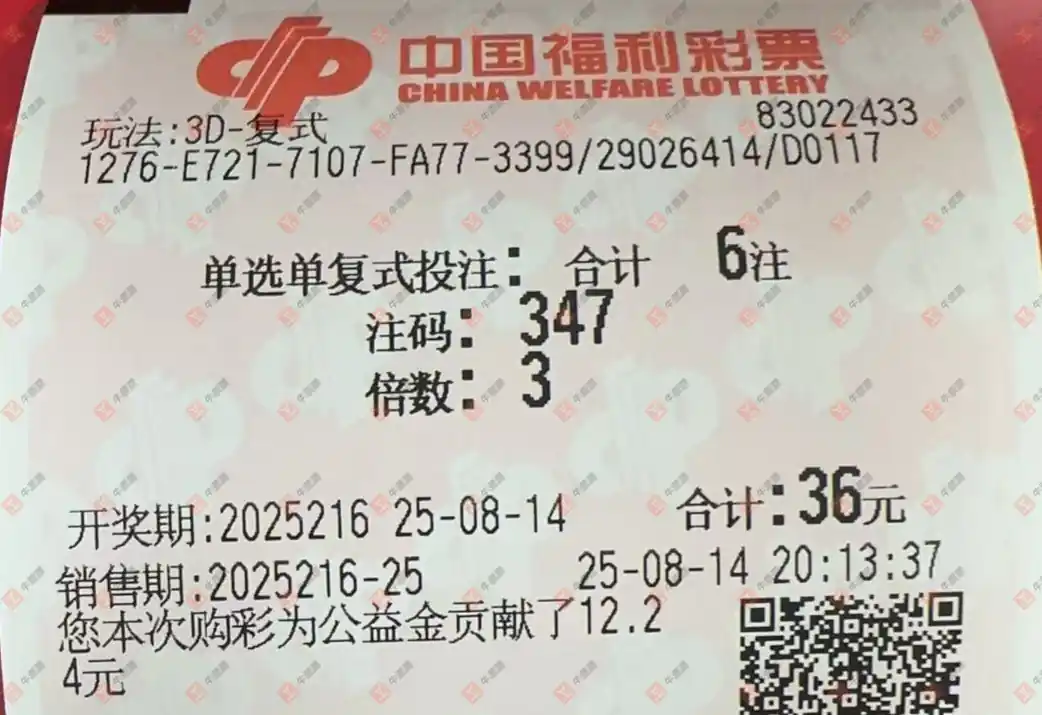 中国福利彩票
CHINA WELFARE LOTTERY
玩法:3D-复式 83022433
1276-E721-7107-FA77-3399/29026414/D0117
单选单复式投注: 合计 6注
注码: 347
倍数: 3
开奖期:2025216 25-08-14 合计:36元
销售期:2025216-25 25-08-14 20:13:37
您本次购彩为公益金贡献了12.2
4元